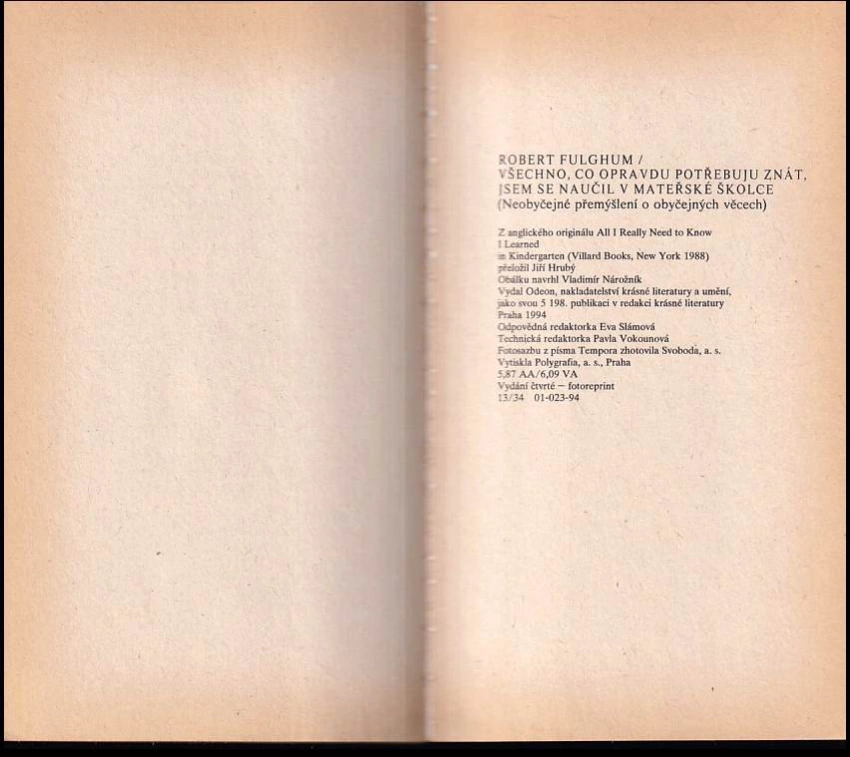 ROBERT FULGHUM /
VŠECHNO, CO OPRAVDU POTŘEBUJU ZNÁT,
JSEM SE NAUČIL V MATEŘSKÉ ŠKOLCE
(Neobyčejné přemýšlení o obyčejných věcech)
Z anglického originálu All I Really Need to Know
I Learned
in Kindergarten (Villard Books, New York 1988)
přeložil Jiří Hrubý
Obálku navrhl Vladimír Nárožník
Vydal Odeon, nakladatelství krásné literatury a umění,
jako svou 5 198. publikaci v redakci krásné literatury
Praha 1994
Odpovědná redaktorka Eva Slámová
Technická redaktorka Pavla Vokounová
Fotosazbu z písma Tempora zhotovila Svoboda, a. s.
Vytiskla Polygrafia, a. s., Praha
5,87 AA/6,09 VA
Vydání čtvrté — fotoreprint
13/34 01-023-94